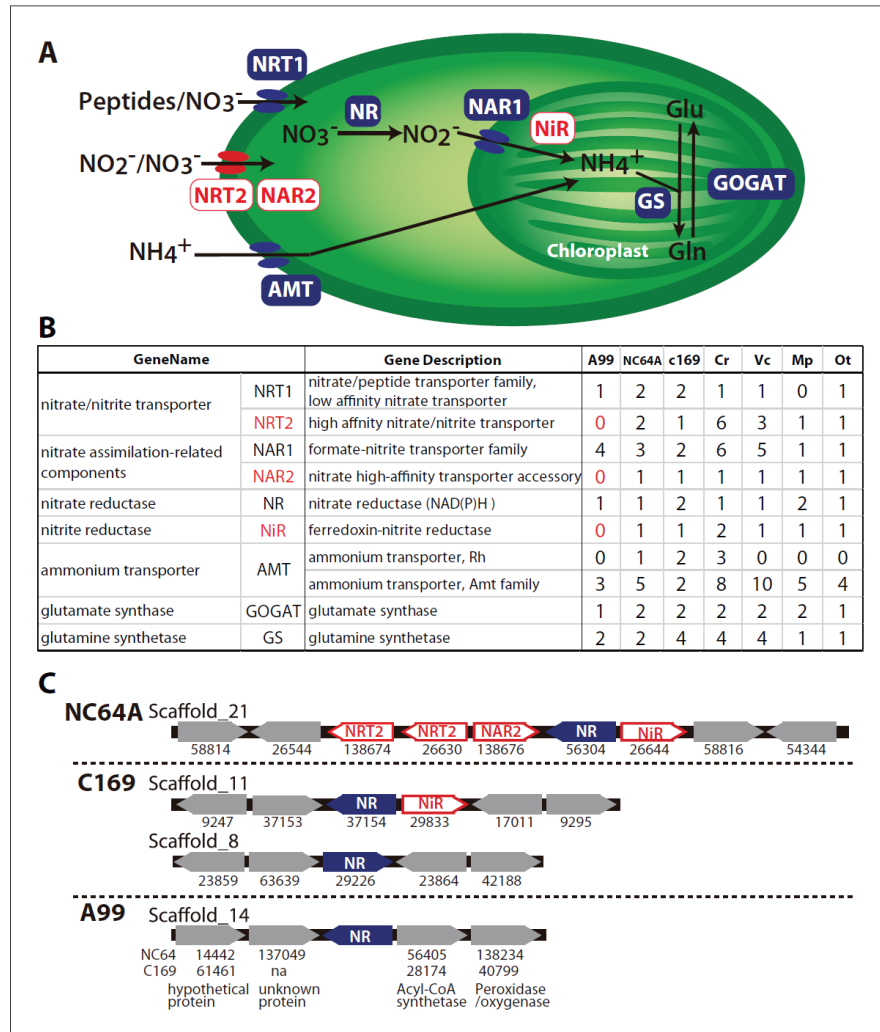 A
NRT1
Peptides/NO3-
NR
NAR1
NiR
Glu
NO3-
NO2-
NO2-/NO3-
NH4+
GOGAT
NRT2
NAR2
GS
NH4+
Chloroplast
Gln
AMT
B
GeneName Gene Description A99 NC64A c169 Cr Vc Mp Ot
nitrate/nitrite transporter NRT1 nitrate/peptide transporter family, low affinity nitrate transporter 1 2 2 1 1 0 1
NRT2 high affinity nitrate/nitrite transporter 0 2 1 6 3 1 1
nitrate assimilation-related components NAR1 formate-nitrite transporter family 4 3 2 6 5 1 1
NAR2 nitrate high-affinity transporter accessory 0 1 1 1 1 1 1
nitrate reductase NR nitrate reductase (NAD(P)H ) 1 1 2 1 1 2 1
nitrite reductase NiR ferredoxin-nitrite reductase 0 1 1 2 1 1 1
ammonium transporter AMT ammonium transporter, Rh 0 1 2 3 0 0 0
ammonium transporter, Amt family 3 5 2 8 10 5 4
glutamate synthase GOGAT glutamate synthase 1 2 2 2 2 2 1
glutamine synthetase GS glutamine synthetase 2 2 4 4 4 1 1
C
NC64A Scaffold_21
NRT2 NRT2 NAR2 NR NiR
58814 26544 138674 26630 138676 56304 26644 58816 54344
C169 Scaffold_11
NR NiR
9247 37153 37154 29833 17011 9295
Scaffold_8
NR
23859 63639 29226 23864 42188
A99 Scaffold_14
NR
NC64 14442 137049 56405 138234
C169 61461 na 28174 40799
hypothetical unknown Acyl-CoA Peroxidase
protein protein synthetase /oxygenase